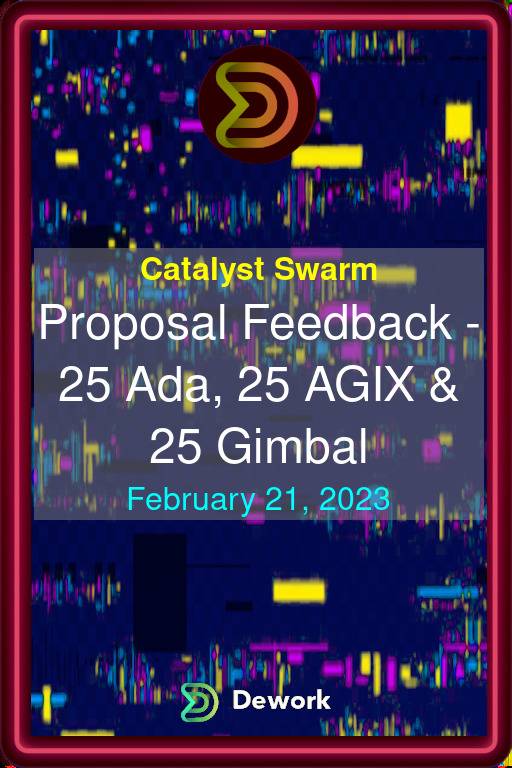 Catalyst Swarm
Proposal Feedback -
25 Ada, 25 AGIX &
25 Gimbal
February 21, 2023
Dework